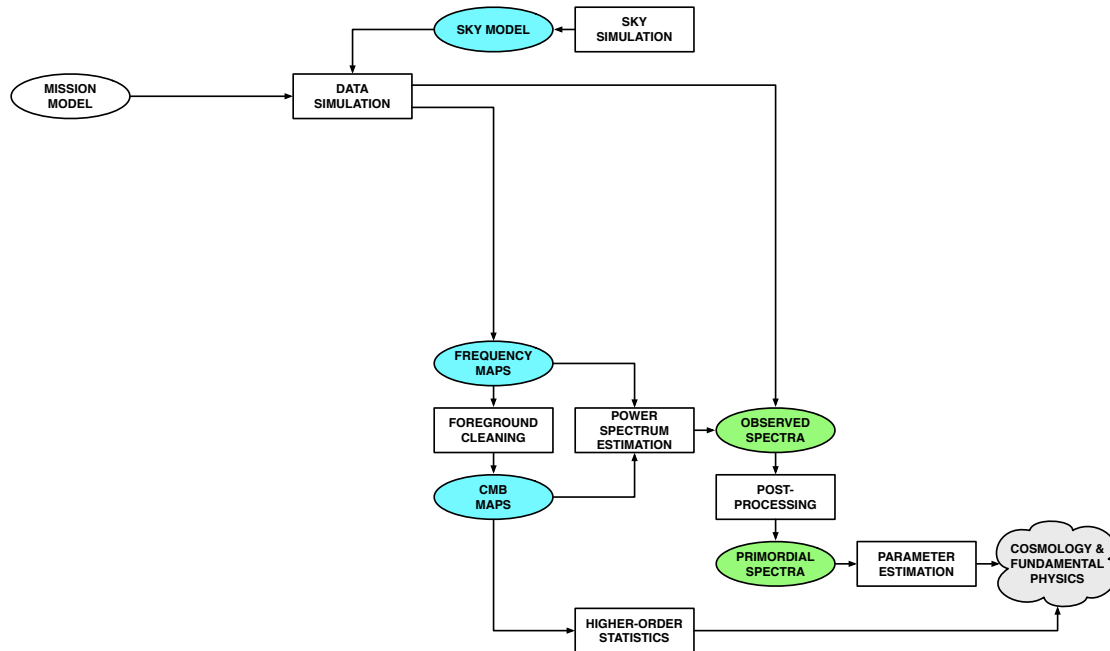 SKY MODEL
SKY
SIMULATION
MISSION
MODEL
DATA
SIMULATION
FREQUENCY
MAPS
FOREGROUND
CLEANING
POWER
SPECTRUM
ESTIMATION
OBSERVED
SPECTRA
CMB
MAPS
POST-
PROCESSING
PRIMORDIAL
SPECTRA
PARAMETER
ESTIMATION
COSMOLOGY &
FUNDAMENTAL
PHYSICS
HIGHER-ORDER
STATISTICS